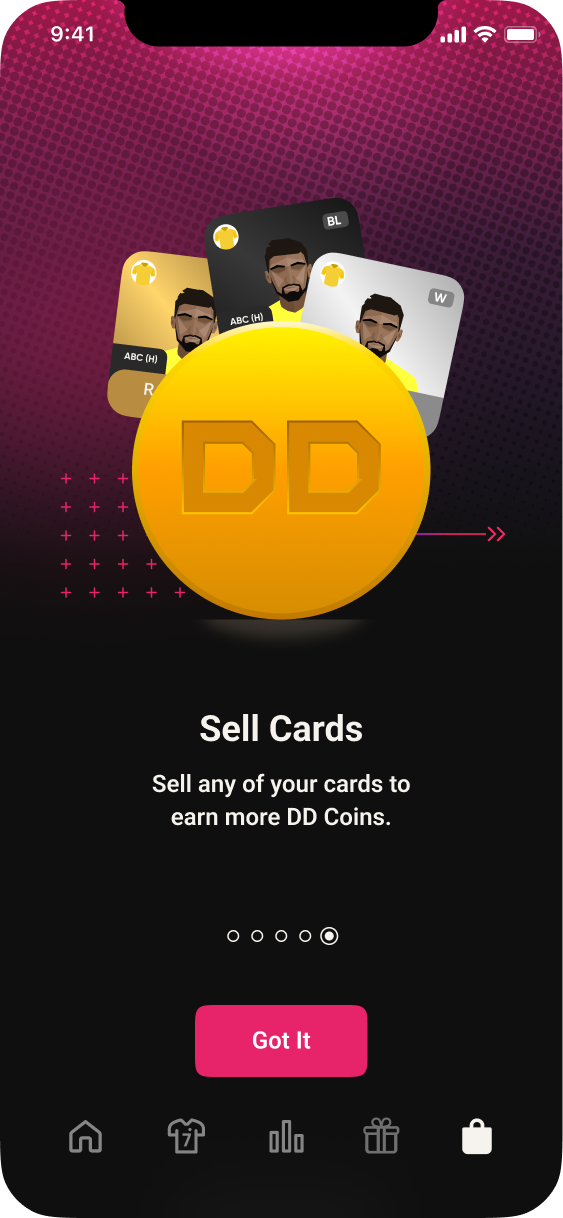 9:41
BL
W
ABC (H)
ABC (H)
R
DD
Sell Cards
Sell any of your cards to
earn more DD Coins.
Got It
7